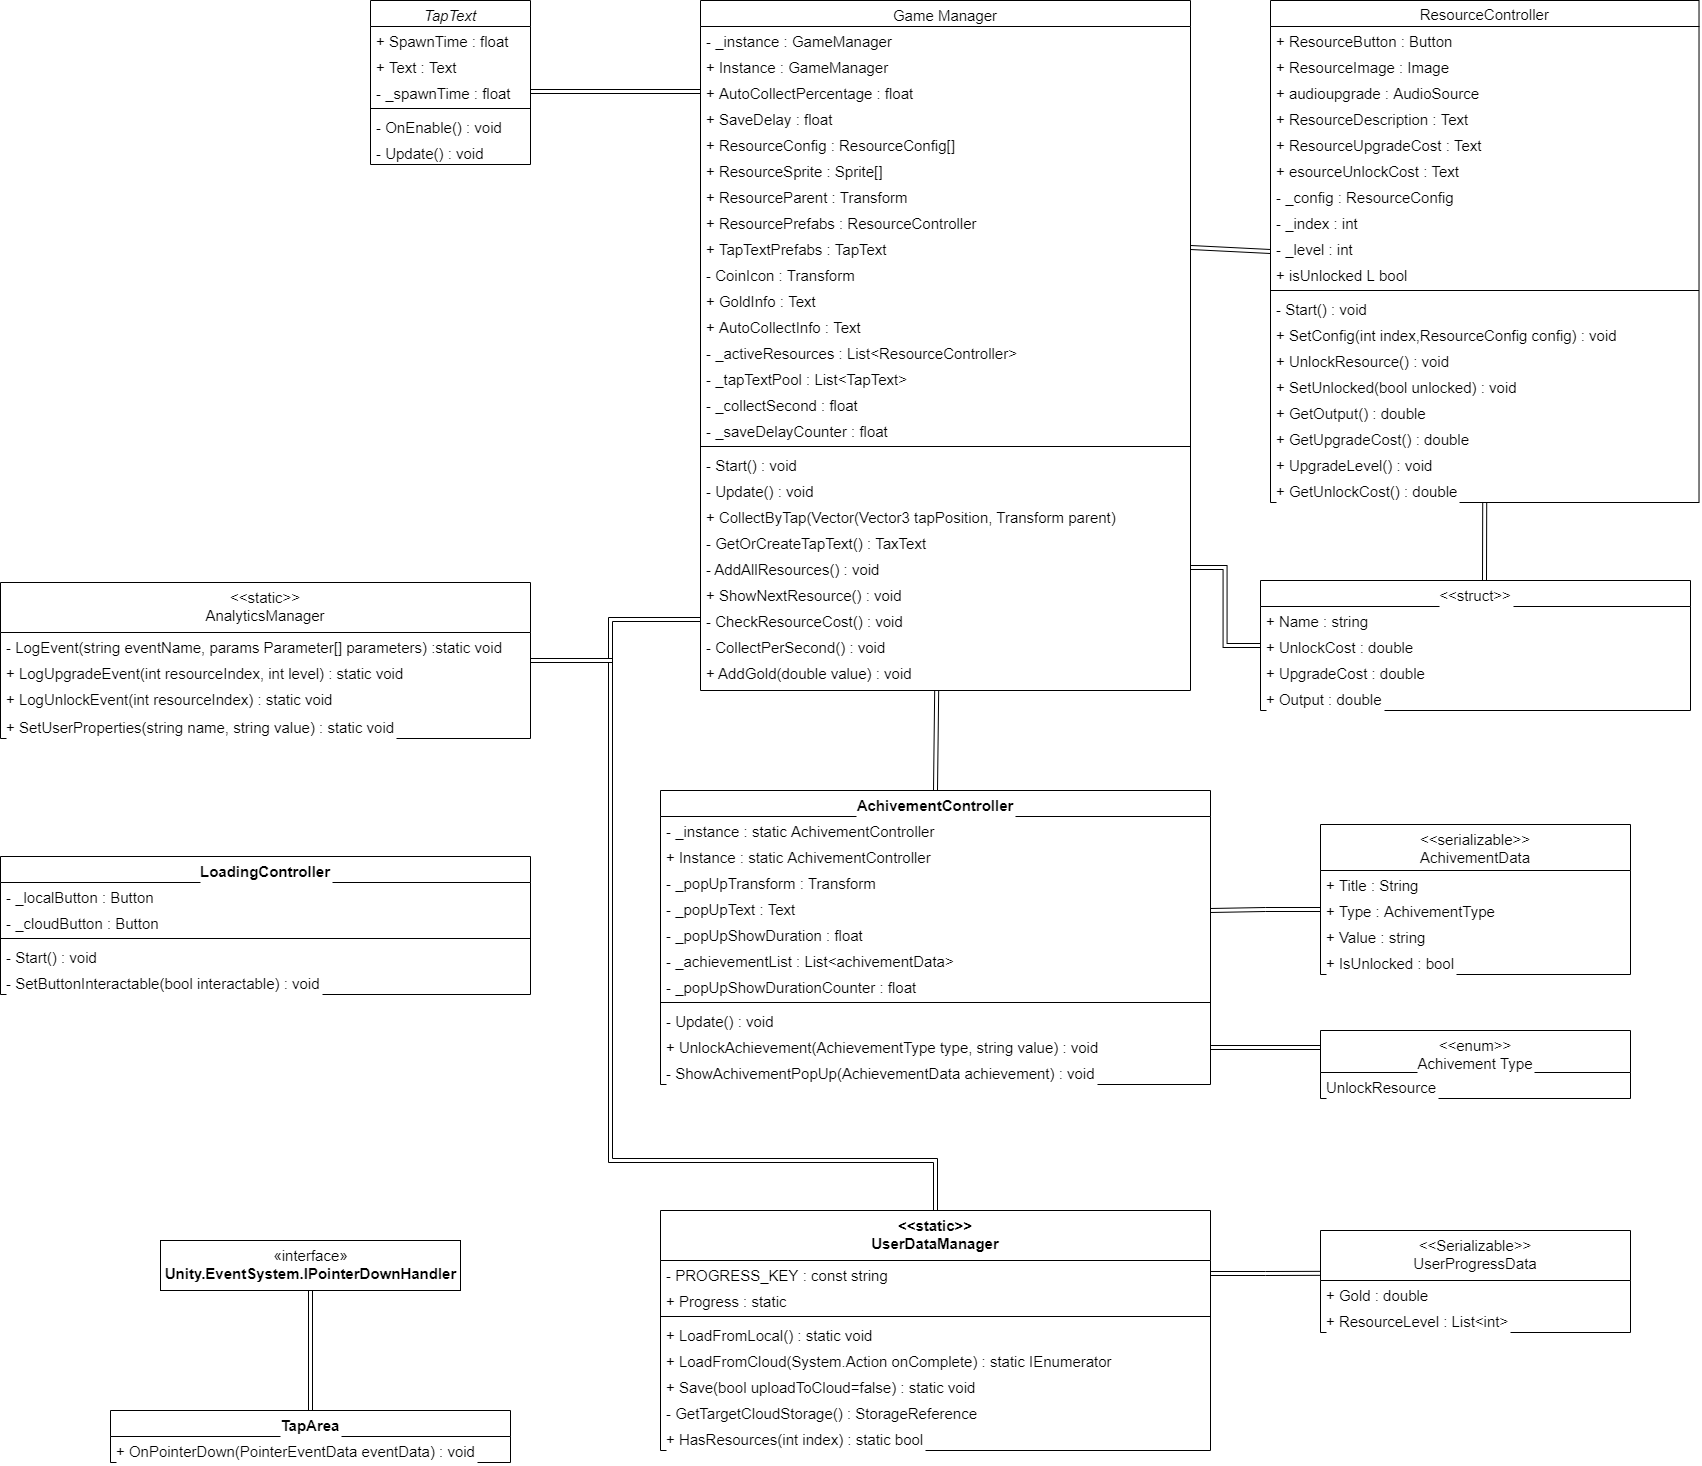 TapText
+ SpawnTime : float
+ Text : Text
- _spawnTime : float
- OnEnable() : void
- Update() : void
Game Manager
- _instance : GameManager
+ Instance : GameManager
+ AutoCollectPercentage : float
+ SaveDelay : float
+ ResourceConfig : ResourceConfig[]
+ ResourceSprite : Sprite[]
+ ResourceParent : Transform
+ ResourcePrefabs : ResourceController
+ TapTextPrefabs : TapText
- CoinIcon : Transform
+ GoldInfo : Text
+ AutoCollectInfo : Text
- _activeResources : List<ResourceController>
- _tapTextPool : List<TapText>
- _collectSecond : float
- _saveDelayCounter : float
- Start() : void
- Update() : void
+ CollectByTap(Vector(Vector3 tapPosition, Transform parent)
- GetOrCreateTapText() : TaxText
- AddAllResources() : void
+ ShowNextResource() : void
- CheckResourceCost() : void
- CollectPerSecond() : void
+ AddGold(double value) : void
ResourceController
+ ResourceButton : Button
+ ResourceImage : Image
+ audioupgrade : AudioSource
+ ResourceDescription : Text
+ ResourceUpgradeCost : Text
+ esourceUnlockCost : Text
- _config : ResourceConfig
- _index : int
- _level : int
+ isUnlocked L bool
- Start() : void
+ SetConfig(int index,ResourceConfig config) : void
+ UnlockResource() : void
+ SetUnlocked(bool unlocked) : void
+ GetOutput() : double
+ GetUpgradeCost() : double
+ UpgradeLevel() : void
+ GetUnlockCost() : double
<<struct>>
+ Name : string
+ UnlockCost : double
+ UpgradeCost : double
+ Output : double
<<static>>
AnalyticsManager
- LogEvent(string eventName, params Parameter[] parameters) :static void
+ LogUpgradeEvent(int resourceIndex, int level) : static void
+ LogUnlockEvent(int resourceIndex) : static void
+ SetUserProperties(string name, string value) : static void
LoadingController
- _localButton : Button
- _cloudButton : Button
- Start() : void
- SetButtonInteractable(bool interactable) : void
AchivementController
- _instance : static AchivementController
+ Instance : static AchivementController
- _popUpTransform : Transform
- _popUpText : Text
- _popUpShowDuration : float
- _achievementList : List<achivementData>
- _popUpShowDurationCounter : float
- Update() : void
+ UnlockAchievement(AchievementType type, string value) : void
- ShowAchivementPopUp(AchievementData achievement) : void
<<serializable>>
AchivementData
+ Title : String
+ Type : AchivementType
+ Value : string
+ IsUnlocked : bool
<<enum>>
Achivement Type
UnlockResource
«interface»
Unity.EventSystem.IPointerDownHandler
TapArea
+ OnPointerDown(PointerEventData eventData) : void
<<static>>
UserDataManager
- PROGRESS_KEY : const string
+ Progress : static
+ LoadFromLocal() : static void
+ LoadFromCloud(System.Action onComplete) : static IEnumerator
+ Save(bool uploadToCloud=false) : static void
- GetTargetCloudStorage() : StorageReference
+ HasResources(int index) : static bool
<<Serializable>>
UserProgressData
+ Gold : double
+ ResourceLevel : List<int>